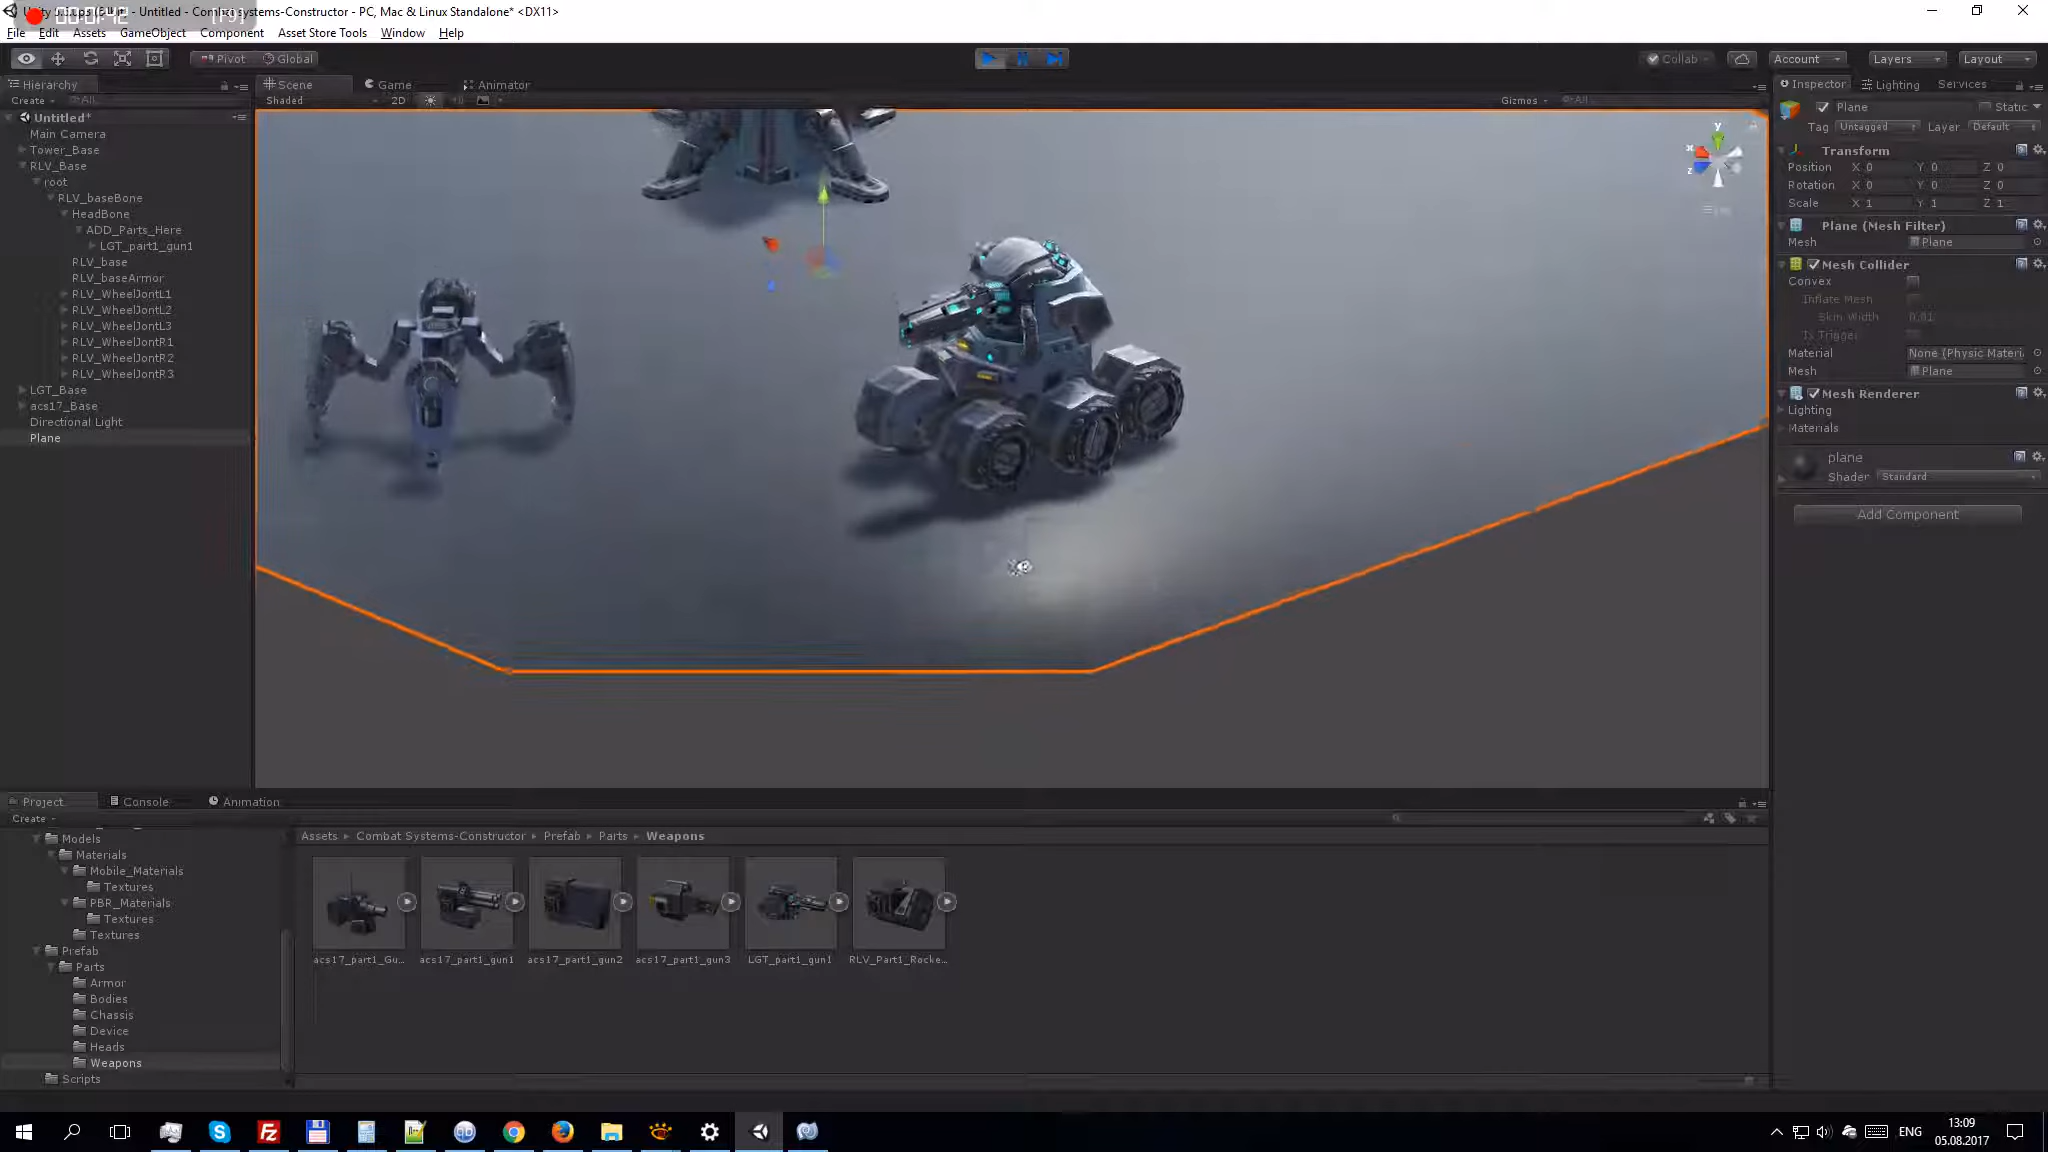 Untitled - Combat systems-Constructor - PC, Mac & Linux Standalone* <DX11>
[F9]
File Edit Assets GameObject Component Asset Store Tools Window Help
Pivot Global Collab Account Layers Layout
Hierarchy Scene Game Animator Inspector Lighting Services
Create All Shaded 2D Gizmos All
Untitled*
Main Camera
Tower_Base
RLV_Base
root
RLV_baseBone
HeadBone
ADD_Parts_Here
LGT_part1_gun1
RLV_base
RLV_baseArmor
RLV_WheelJontL1
RLV_WheelJontL2
RLV_WheelJontL3
RLV_WheelJontR1
RLV_WheelJontR2
RLV_WheelJontR3
LGT_Base
acs17_Base
Directional Light
Plane
y
x
z
Plane Static
Tag Untagged Layer Default
Transform
Position X 0 Y 0 Z 0
Rotation X 0 Y 0 Z 0
Scale X 1 Y 1 Z 1
Plane (Mesh Filter)
Mesh Plane
Mesh Collider
Convex
Inflate Mesh
Skin Width 0.01
Is Trigger
Material None (Physic Materi
Mesh Plane
Mesh Renderer
Lighting
Materials
plane
Shader Standard
Add Component
Project Console Animation
Create
Models
Materials
Mobile_Materials
Textures
PBR_Materials
Textures
Textures
Prefab
Parts
Armor
Bodies
Chassis
Device
Heads
Weapons
Scripts
Assets Combat Systems-Constructor Prefab Parts Weapons
acs17_part1_Gu... acs17_part1_gun1 acs17_part1_gun2 acs17_part1_gun3 LGT_part1_gun1 RLV_Part1_Rocke...
ENG
13:09
05.08.2017